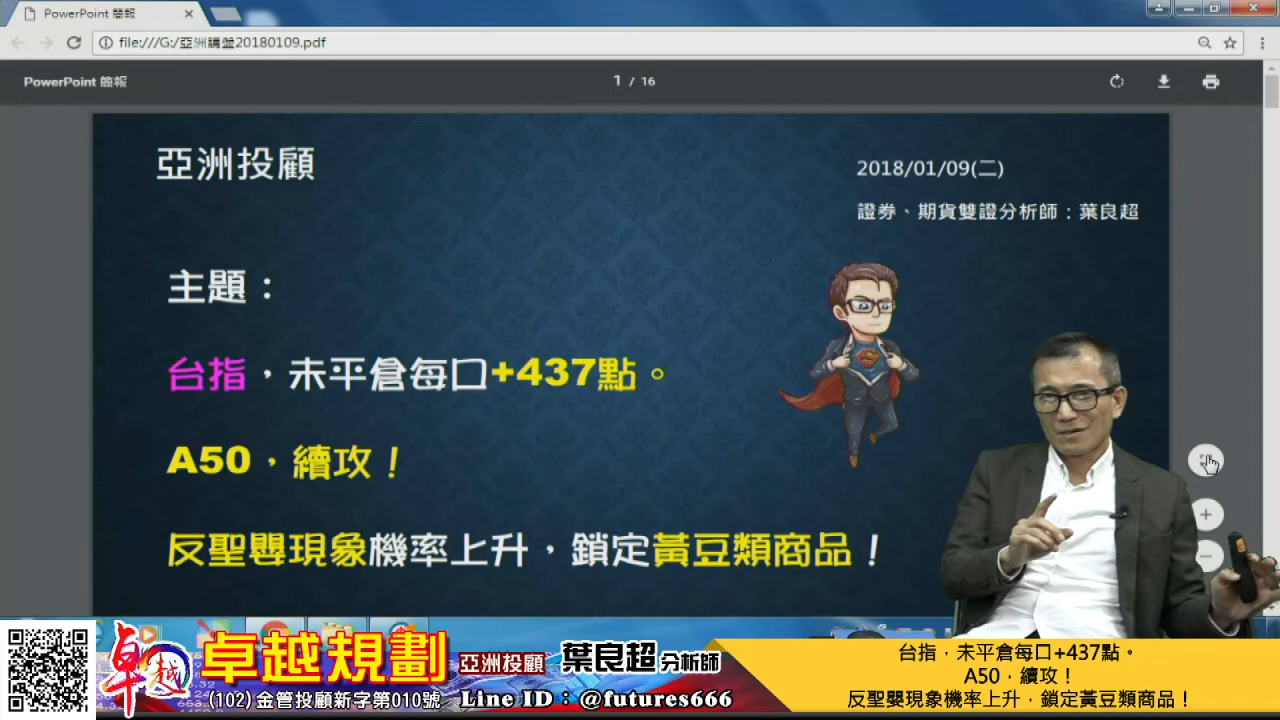 PowerPoint 簡報
file:///G:/亞洲講盤20180109.pdf
PowerPoint 簡報
1 / 16
亞洲投顧
2018/01/09(二)
證券、期貨雙證分析師：葉良超
主題：
台指，未平倉每口+437點。
A50，續攻！
反聖嬰現象機率上升，鎖定黃豆類商品！
卓越
卓越規劃
亞洲投顧
葉良超分析師
(102)金管投顧新字第010號
Line ID：@futures666
台指，未平倉每口+437點。
A50，續攻！
反聖嬰現象機率上升，鎖定黃豆類商品！